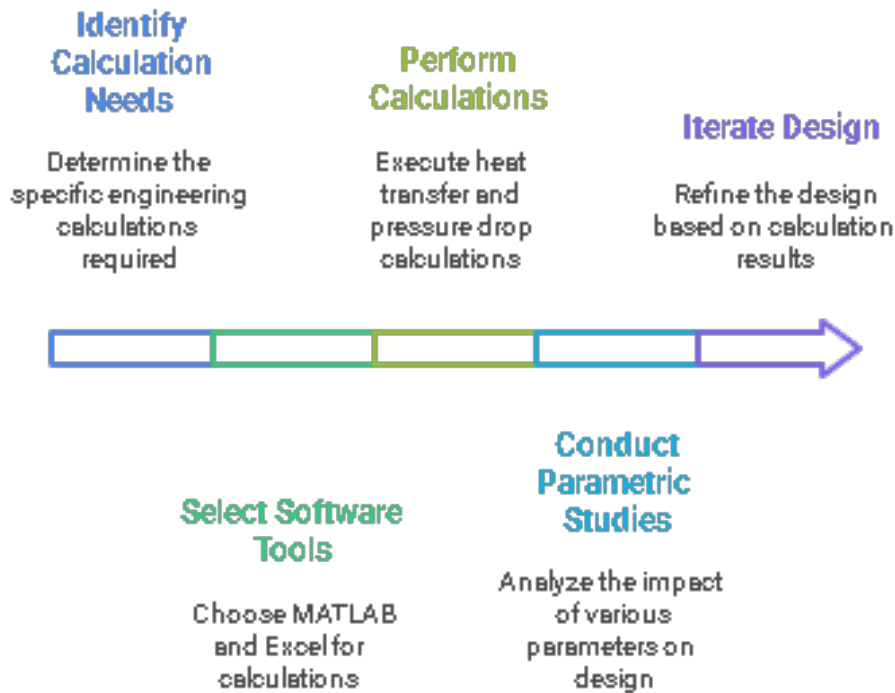 Identify
Calculation
Needs
Determine the
specific engineering
calculations
required
Select Software
Tools
Choose MATLAB
and Excel for
calculations
Perform
Calculations
Execute heat
transfer and
pressure drop
calculations
Conduct
Parametric
Studies
Analyze the impact
of various
parameters on
design
Iterate Design
Refine the design
based on calculation
results